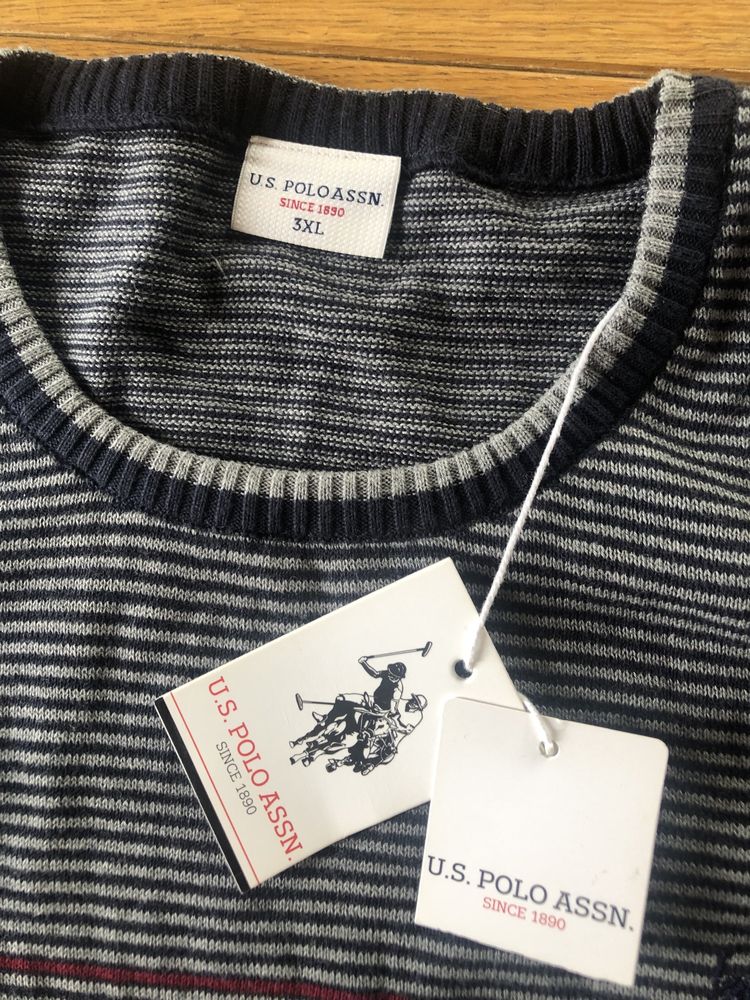 U.S. POLO ASSN.
SINCE 1890
3XL
U.S. POLO ASSN.
SINCE 1890
U.S. POLO ASSN.
SINCE 1890